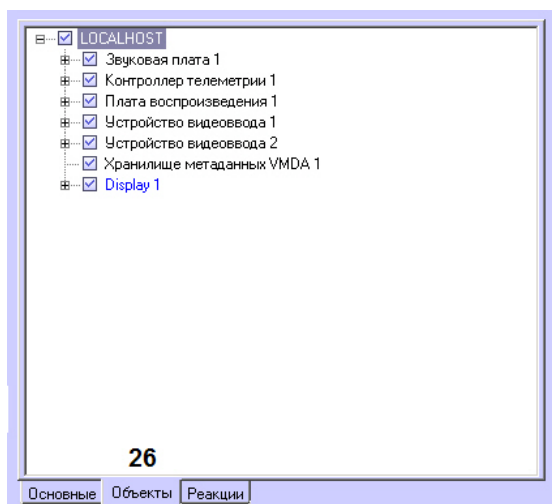 LOCALHOST
Звуковая плата 1
Контроллер телеметрии 1
Плата воспроизведения 1
Устройство видеоввода 1
Устройство видеоввода 2
Хранилище метаданных VMDA 1
Display 1
26
Основные Объекты Реакции